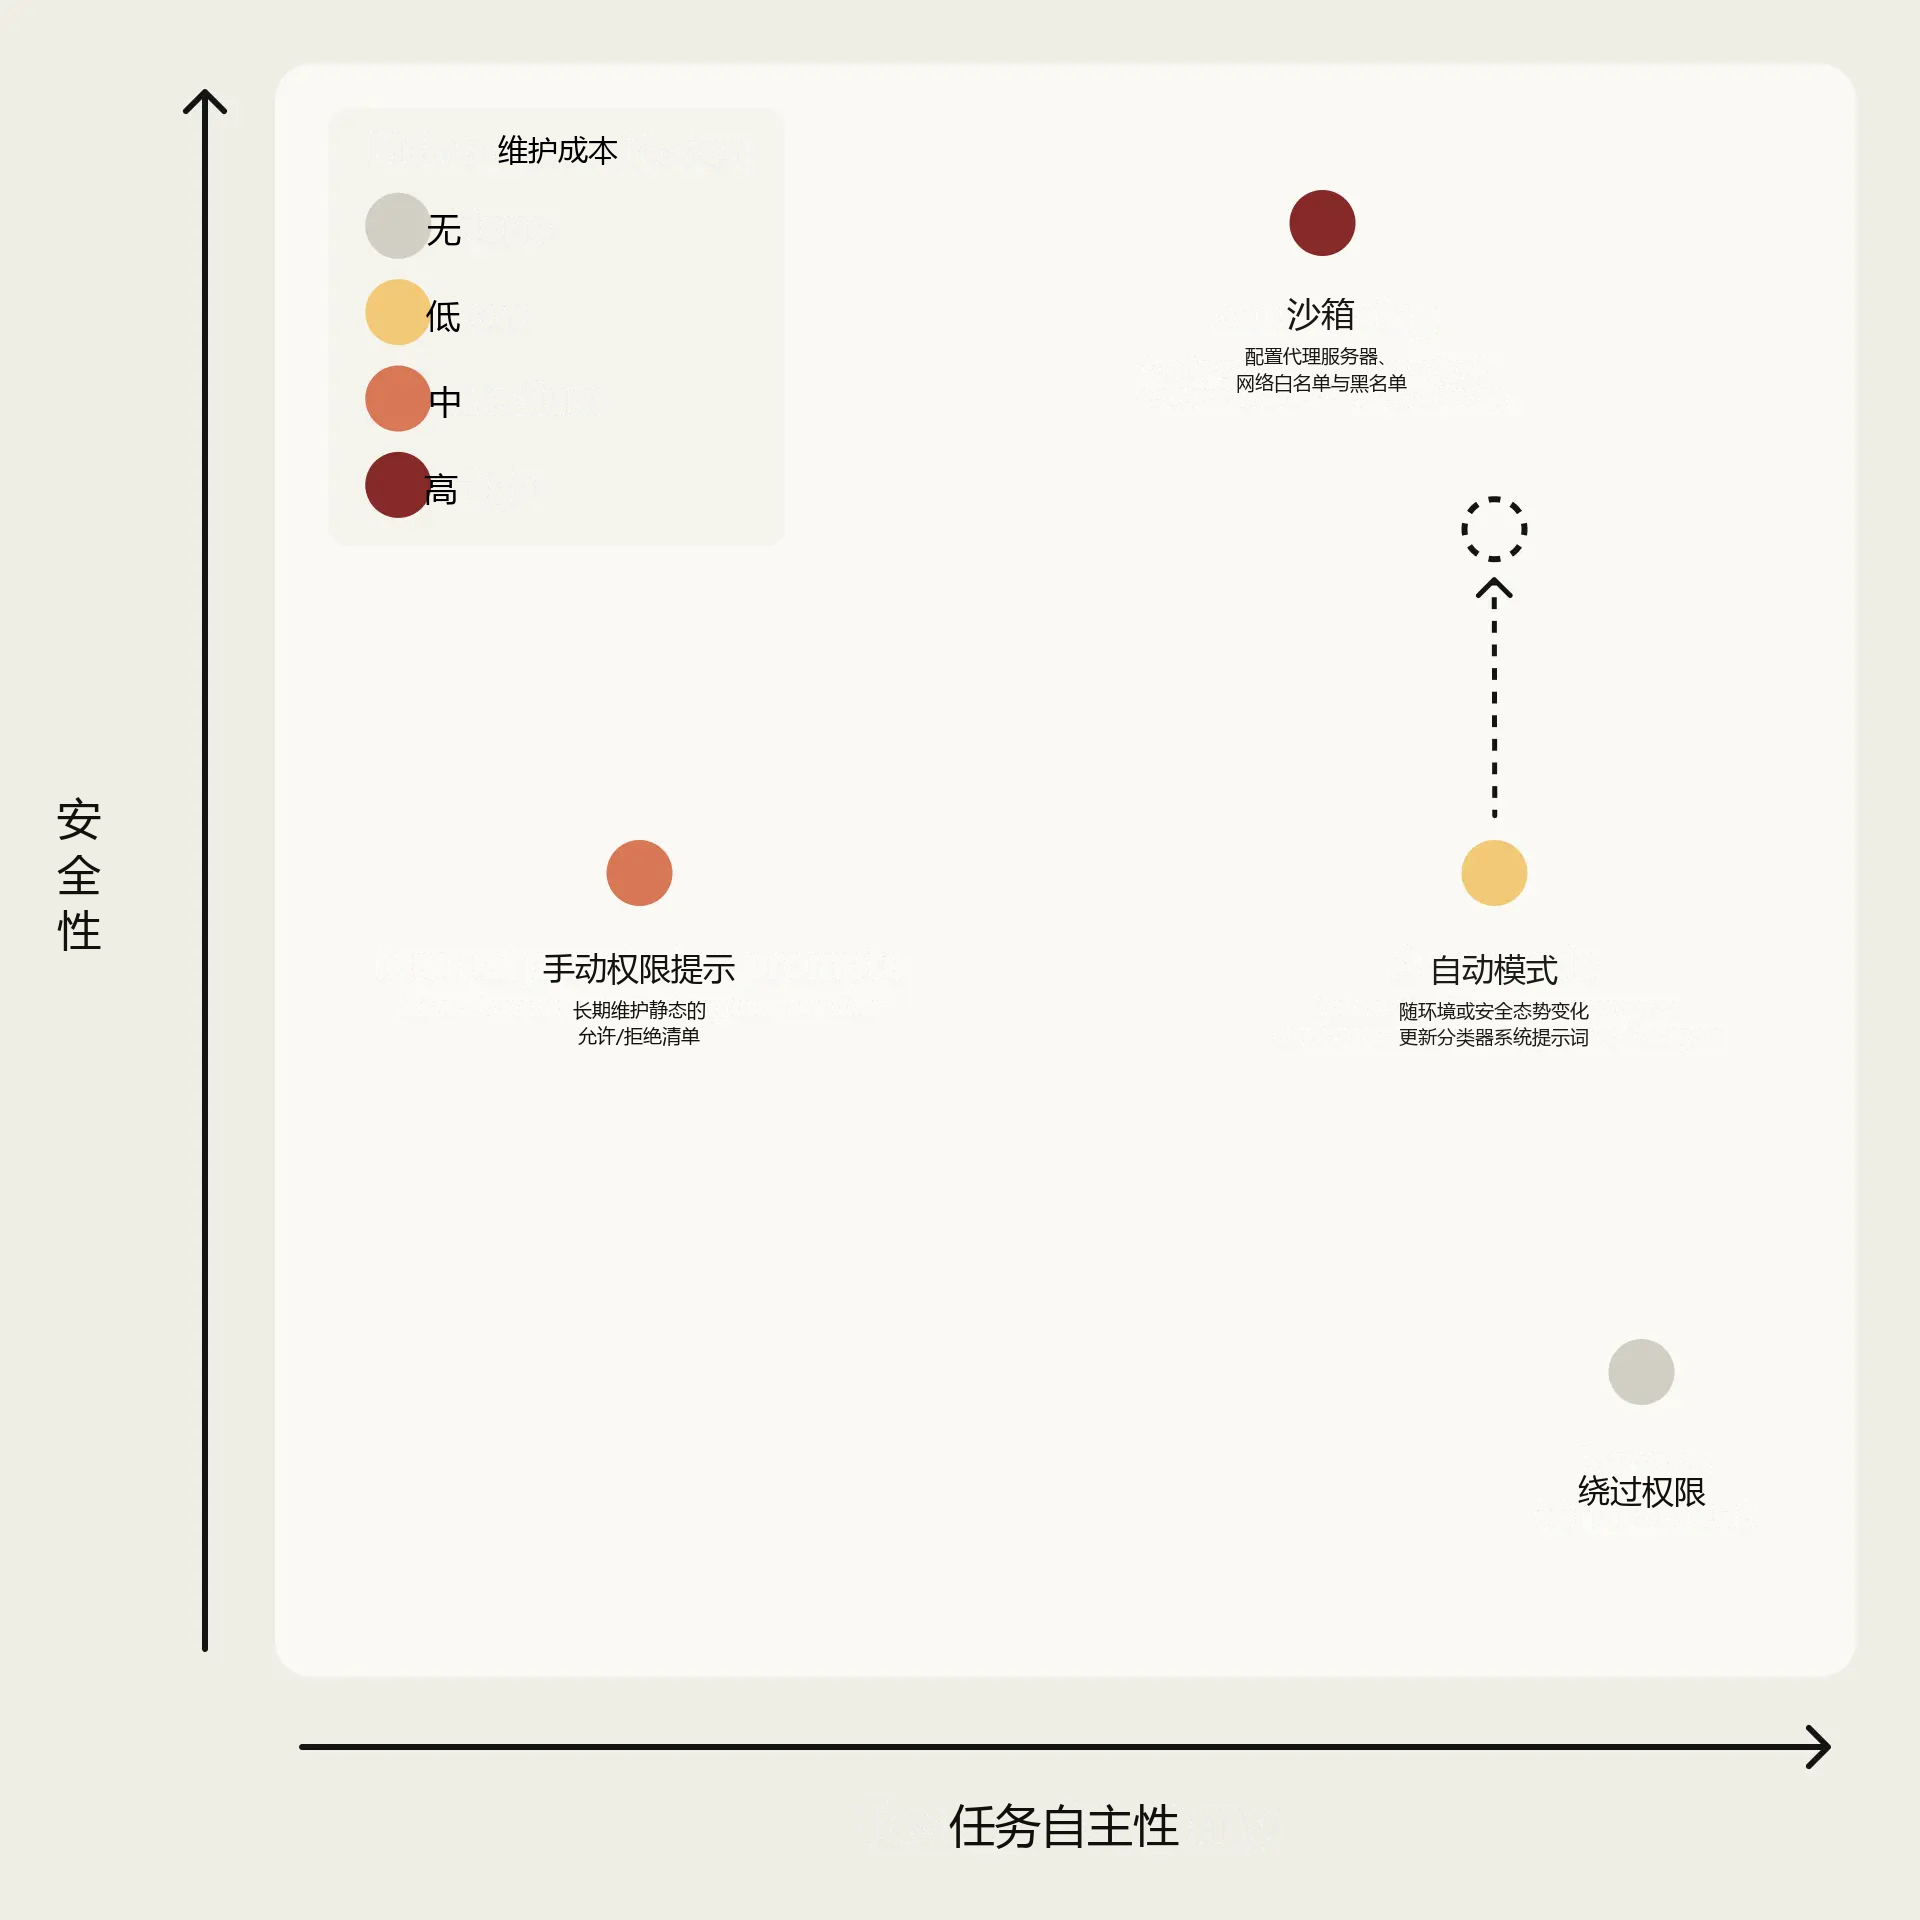 维护成本
无
低
中
高
沙箱
配置代理服务器、
网络白名单与黑名单
安全性
手动权限提示
长期维护静态的
允许/拒绝清单
自动模式
随环境或安全态势变化
更新分类器系统提示词
绕过权限
任务自主性